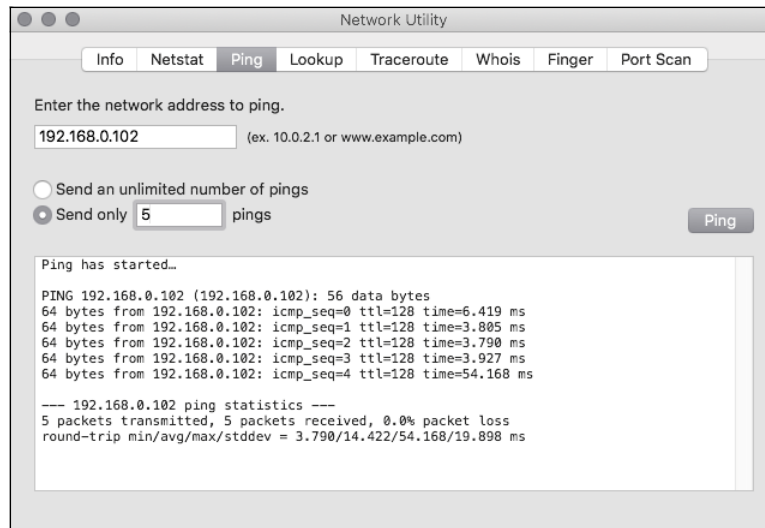 Network Utility
Info Netstat Ping Lookup Traceroute Whois Finger Port Scan
Enter the network address to ping.
192.168.0.102 (ex. 10.0.2.1 or www.example.com)
Send an unlimited number of pings
Send only 5 pings
Ping
Ping has started…
PING 192.168.0.102 (192.168.0.102): 56 data bytes
64 bytes from 192.168.0.102: icmp_seq=0 ttl=128 time=6.419 ms
64 bytes from 192.168.0.102: icmp_seq=1 ttl=128 time=3.805 ms
64 bytes from 192.168.0.102: icmp_seq=2 ttl=128 time=3.790 ms
64 bytes from 192.168.0.102: icmp_seq=3 ttl=128 time=3.927 ms
64 bytes from 192.168.0.102: icmp_seq=4 ttl=128 time=54.168 ms
--- 192.168.0.102 ping statistics ---
5 packets transmitted, 5 packets received, 0.0% packet loss
round-trip min/avg/max/stddev = 3.790/14.422/54.168/19.898 ms